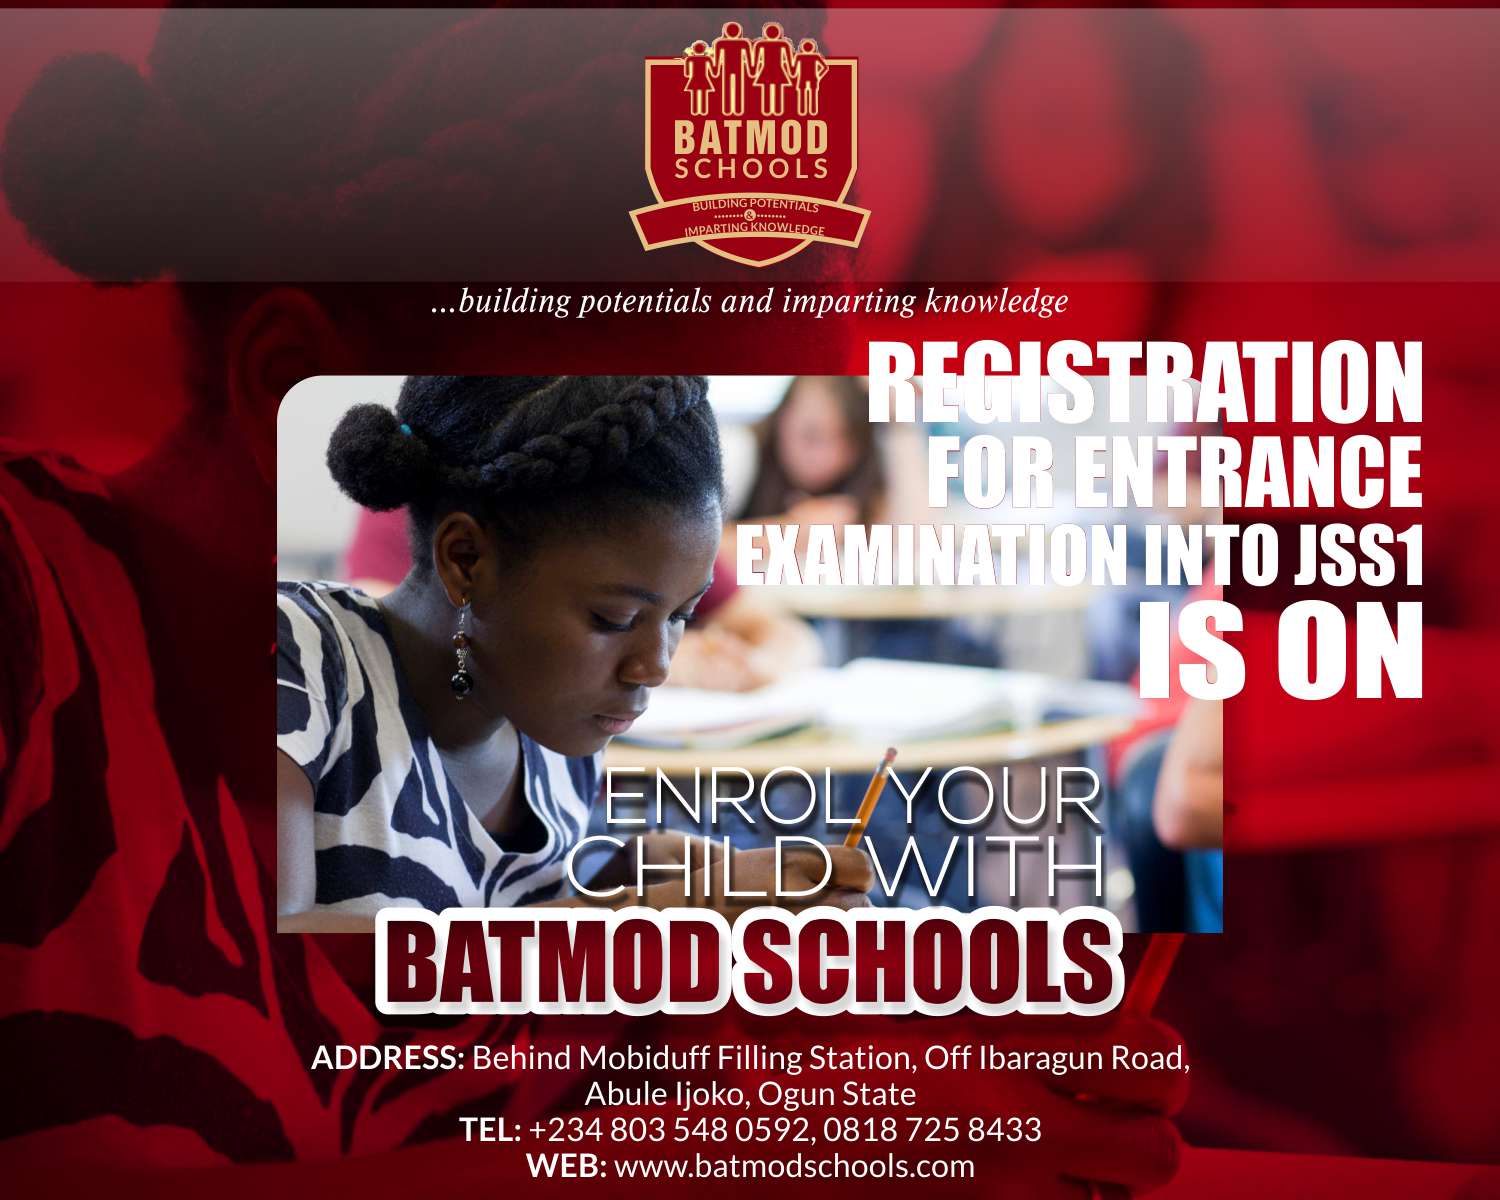 BATMOD
SCHOOLS
BUILDING POTENTIALS
&
IMPARTING KNOWLEDGE
...building potentials and imparting knowledge
REGISTRATION
FOR ENTRANCE
EXAMINATION INTO JSS1
IS ON
ENROL YOUR
CHILD WITH
BATMOD SCHOOLS
ADDRESS: Behind Mobiduff Filling Station, Off Ibaragun Road,
Abule Ijoko, Ogun State
TEL: +234 803 548 0592, 0818 725 8433
WEB: www.batmodschools.com